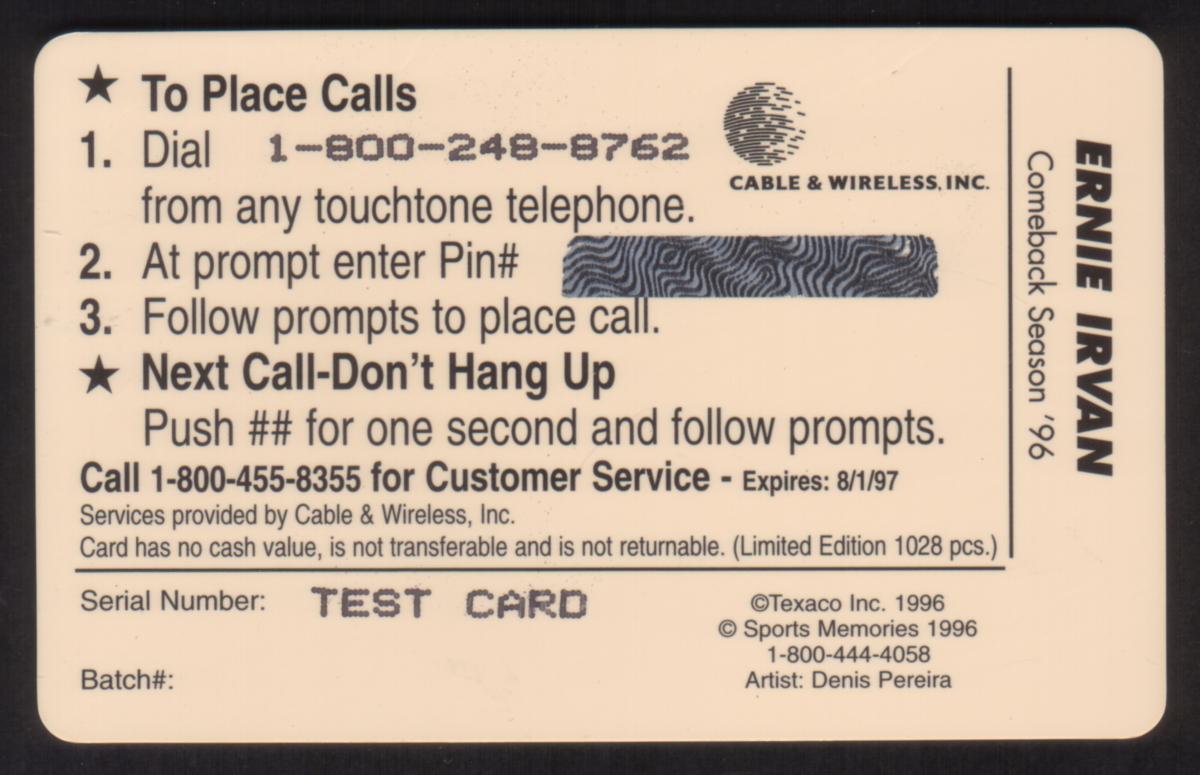 ★ To Place Calls
1. Dial 1-800-248-8762
from any touchtone telephone.
2. At prompt enter Pin#
3. Follow prompts to place call.
★ Next Call-Don't Hang Up
Push ## for one second and follow prompts.
Call 1-800-455-8355 for Customer Service - Expires: 8/1/97
Services provided by Cable & Wireless, Inc.
Card has no cash value, is not transferable and is not returnable. (Limited Edition 1028 pcs.)
CABLE & WIRELESS, INC.
ERNIE IRVAN
Comeback Season '96
Serial Number: TEST CARD
Batch#:
©Texaco Inc. 1996
© Sports Memories 1996
1-800-444-4058
Artist: Denis Pereira